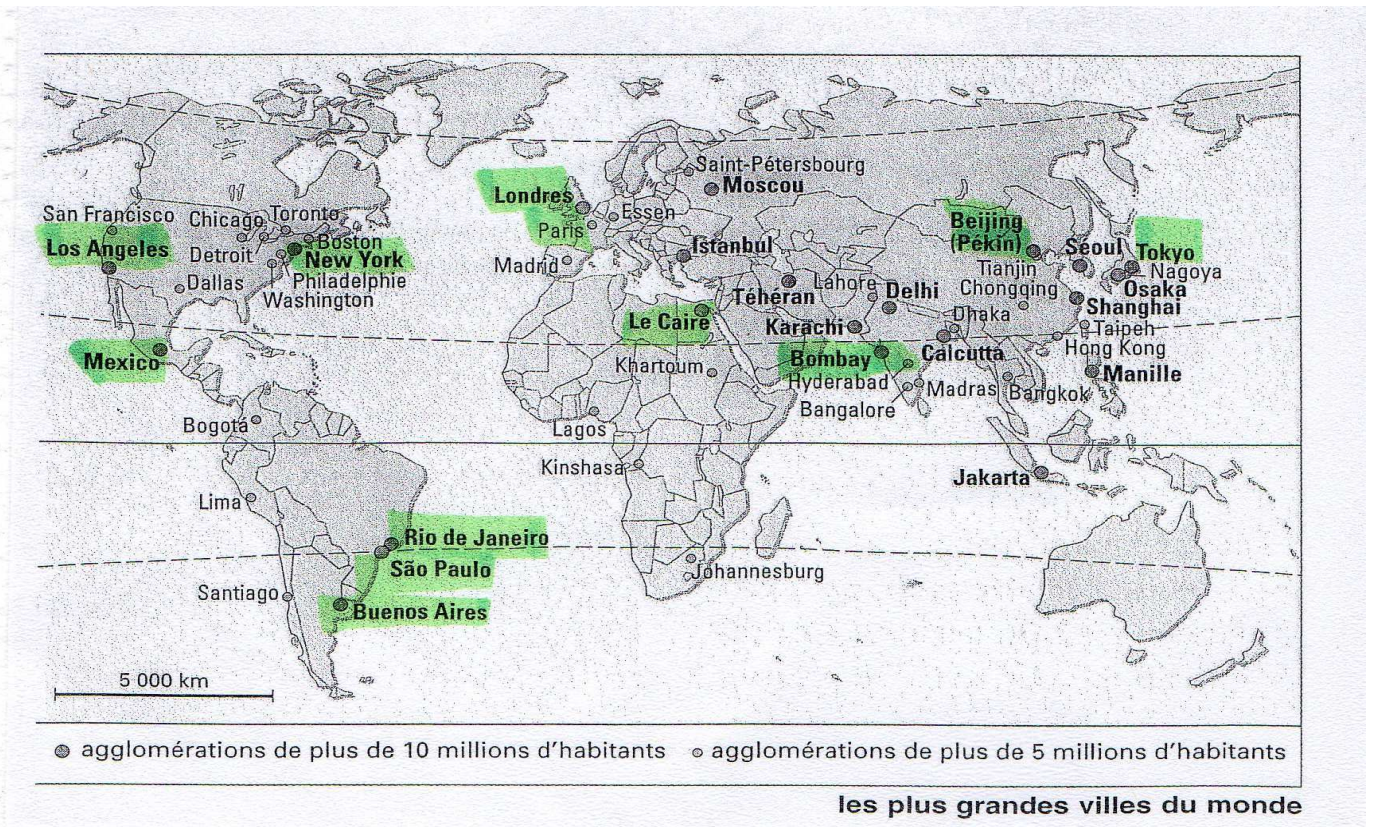 Saint-Pétersbourg
Moscou
Londres
Essen
Paris
Istanbul
Madrid
San Francisco
Chicago
Toronto
Los Angeles
Detroit
Boston
New York
Dallas
Philadelphie
Washington
Beijing
(Pékin)
Séoul
Tokyo
Tianjin
Nagoya
Téhéran
Lahore
Delhi
Chongqing
Osaka
Shanghai
Le Caire
Karachi
Dhaka
Taipeh
Mexico
Khartoum
Bombay
Calcutta
Hong Kong
Hyderabad
Madras
Bangkok
Manille
Bangalore
Bogotá
Lagos
Kinshasa
Jakarta
Lima
Rio de Janeiro
São Paulo
Johannesburg
Santiago
Buenos Aires
5 000 km
agglomérations de plus de 10 millions d'habitants
agglomérations de plus de 5 millions d'habitants
les plus grandes villes du monde